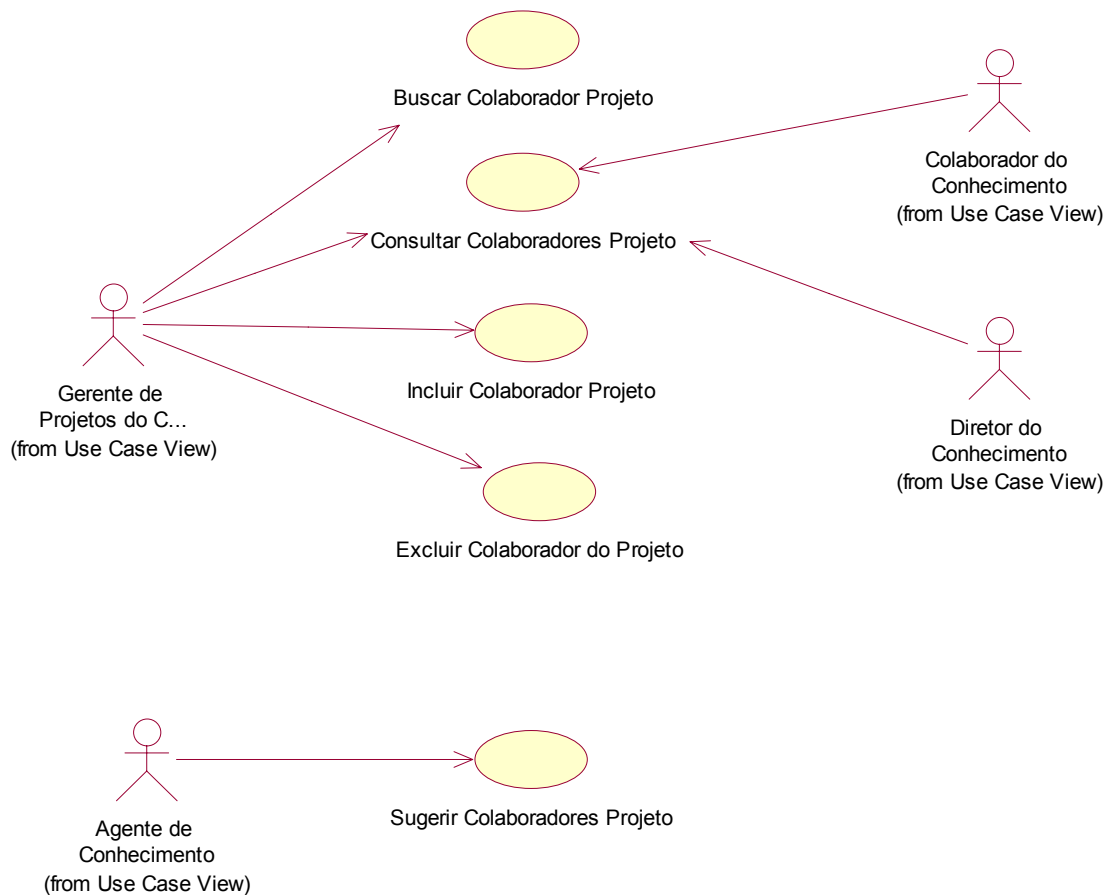 Buscar Colaborador Projeto
Colaborador do
Conhecimento
(from Use Case View)
Consultar Colaboradores Projeto
Gerente de
Projetos do C...
(from Use Case View)
Incluir Colaborador Projeto
Diretor do
Conhecimento
(from Use Case View)
Excluir Colaborador do Projeto
Agente de
Conhecimento
(from Use Case View)
Sugerir Colaboradores Projeto